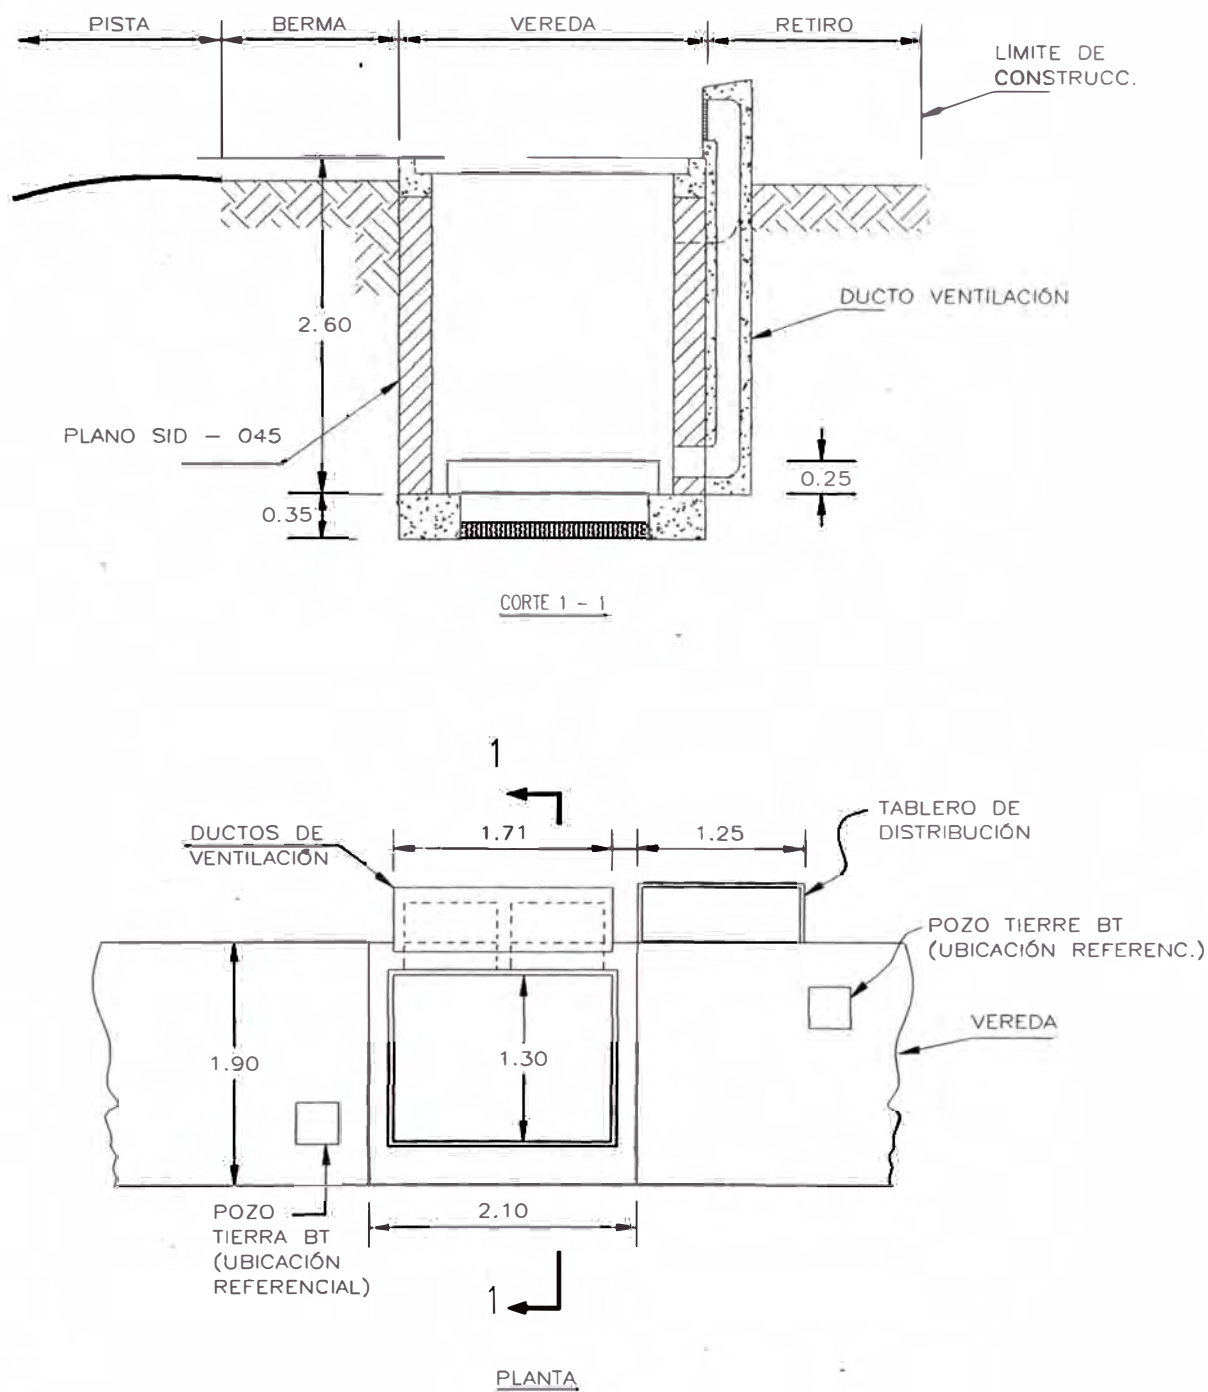 PISTA
BERMA
VEREDA
RETIRO
LIMITE DE
CONSTRUCC.
2.60
DUCTO VENTILACIÓN
PLANO SID - 045
0.25
0.35
CORTE 1 - 1
1
DUCTOS DE
VENTILACIÓN
1.71
1.25
TABLERO DE
DISTRIBUCIÓN
POZO TIERRE BT
(UBICACIÓN REFERENC.)
VEREDA
1.90
1.30
POZO
TIERRA BT
(UBICACIÓN
REFERENCIAL)
2.10
1
PLANTA